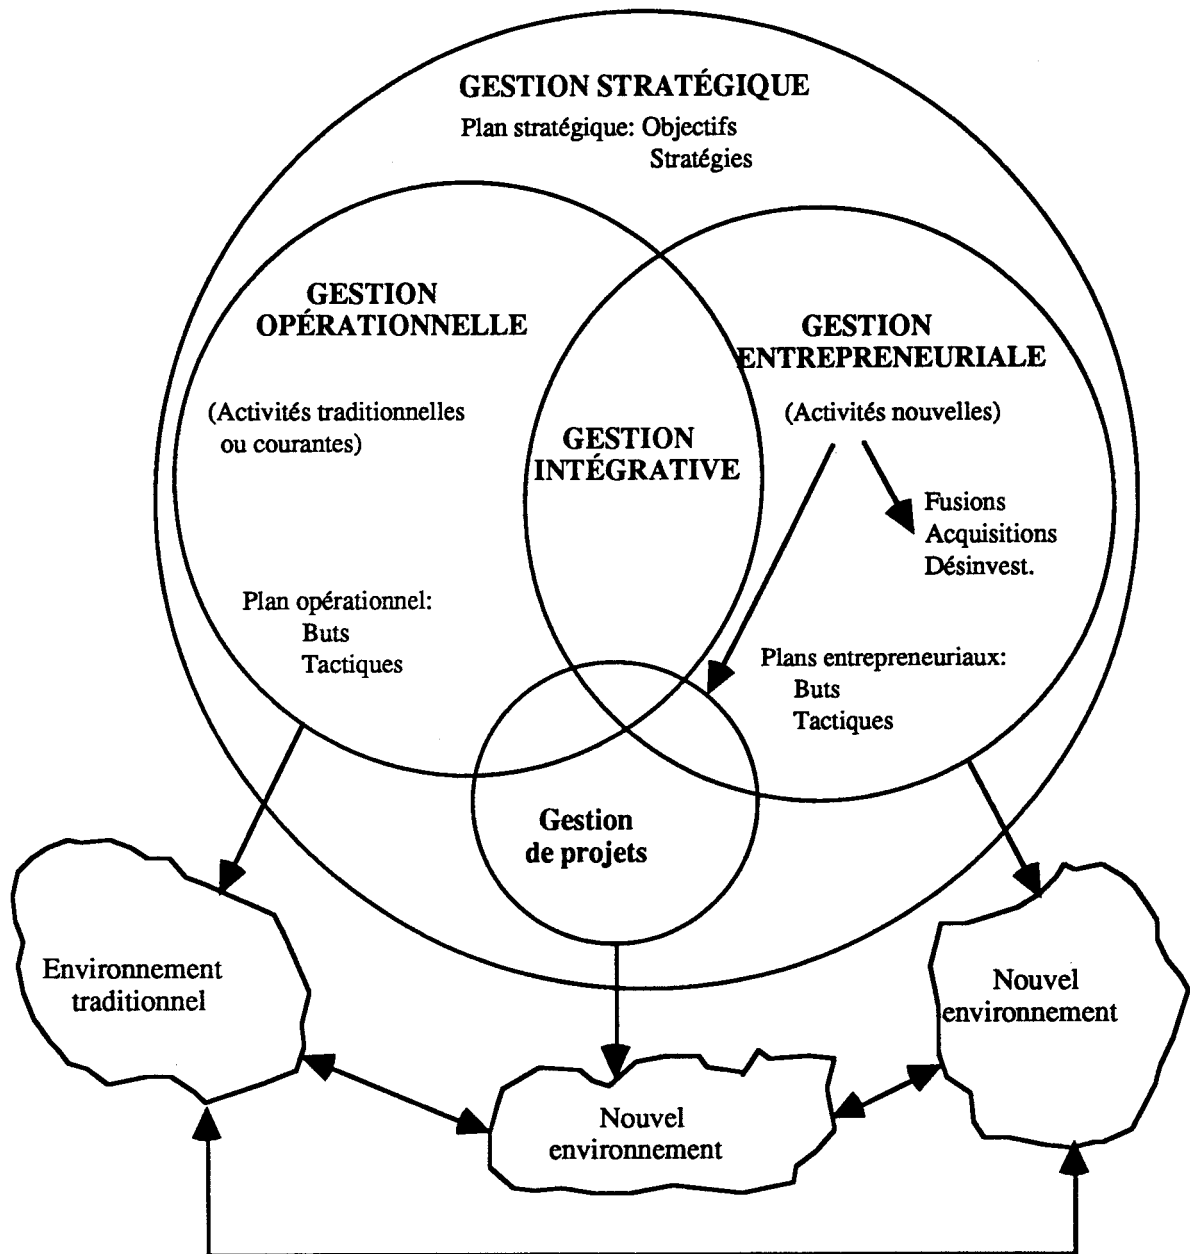 GESTION STRATÉGIQUE
Plan stratégique: Objectifs
Stratégies
GESTION
OPÉRATIONNELLE
(Activités traditionnelles
ou courantes)
Plan opérationnel:
Buts
Tactiques
GESTION
INTÉGRATIVE
GESTION
ENTREPRENEURIALE
(Activités nouvelles)
Fusions
Acquisitions
Désinvest.
Plans entrepreneuriaux:
Buts
Tactiques
Gestion
de projets
Environnement
traditionnel
Nouvel
environnement
Nouvel
environnement